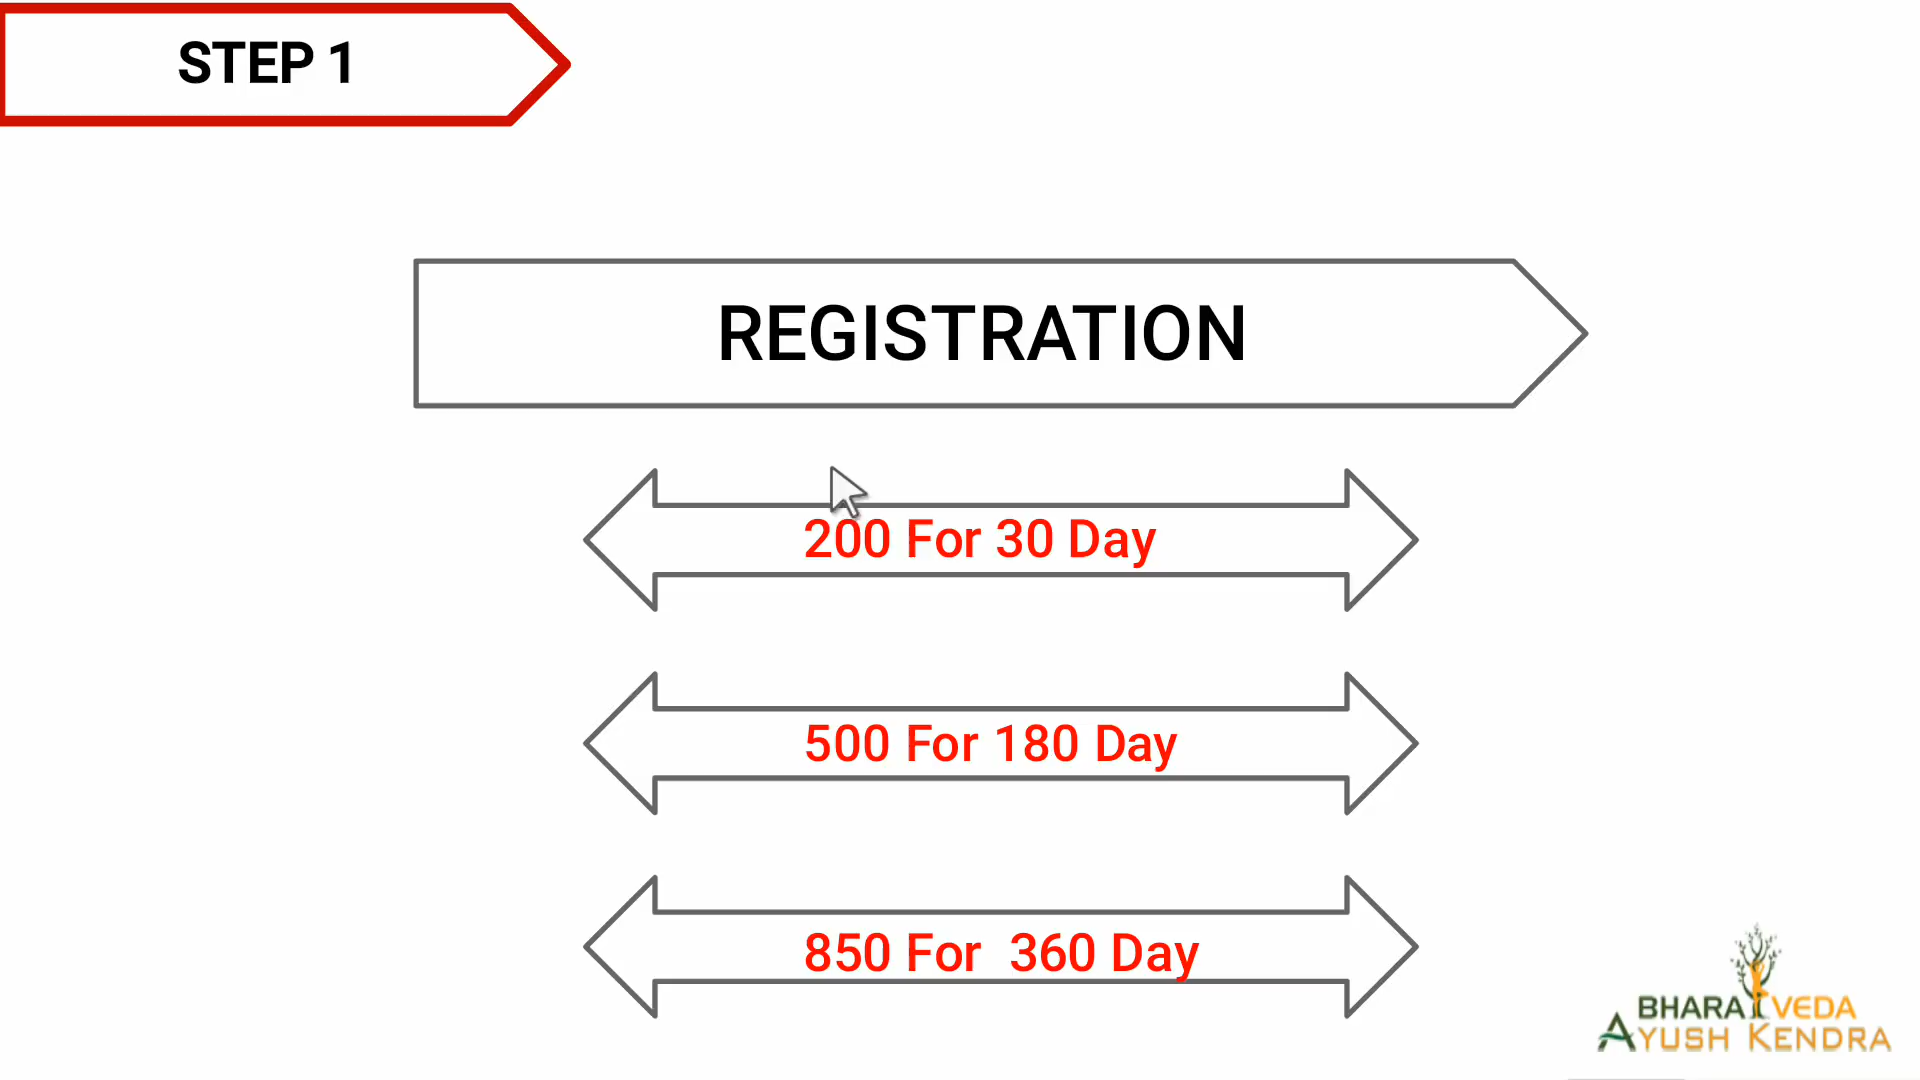 STEP 1
REGISTRATION
200 For 30 Day
500 For 180 Day
850 For 360 Day
BHARATVEDA
AYUSH KENDRA